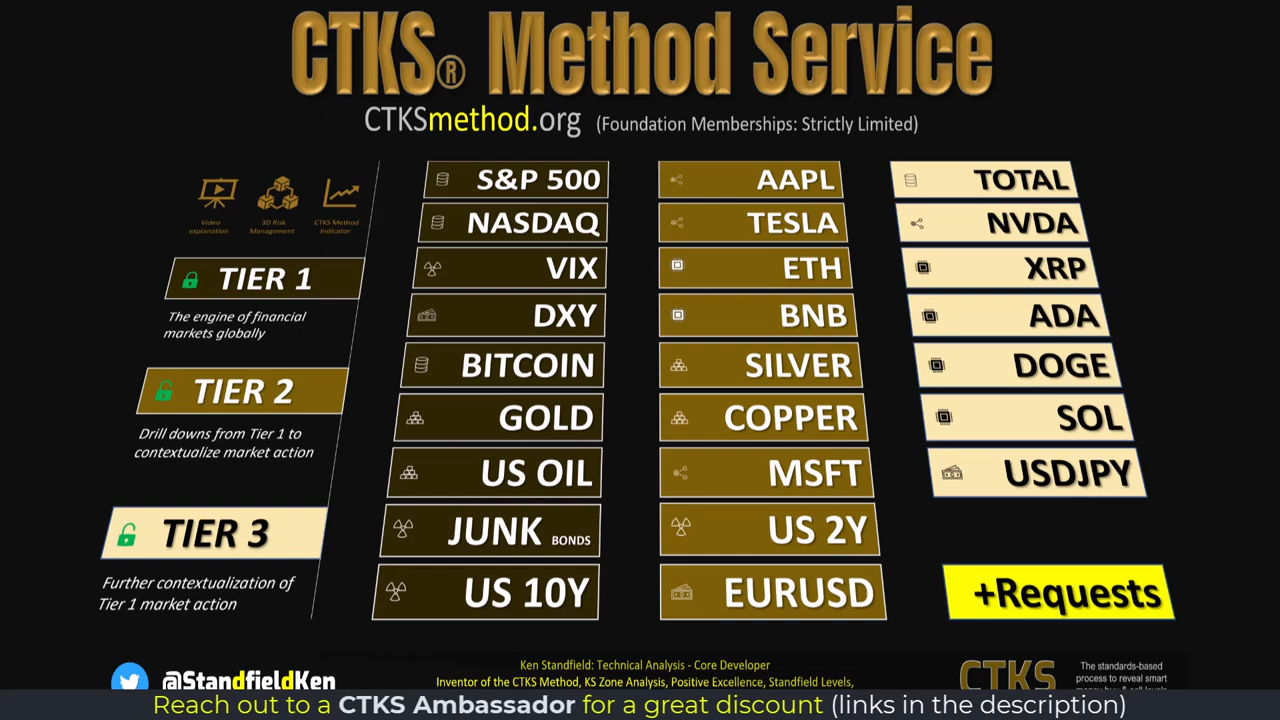 CTKS® Method Service
CTKSmethod.org (Foundation Memberships: Strictly Limited)
Video explanation
3D Risk Management
CTKS Method Indicator
TIER 1
The engine of financial
markets globally
TIER 2
Drill downs from Tier 1 to
contextualize market action
TIER 3
Further contextualization of
Tier 1 market action
S&P 500
NASDAQ
VIX
DXY
BITCOIN
GOLD
US OIL
JUNK BONDS
US 10Y
AAPL
TESLA
ETH
BNB
SILVER
COPPER
MSFT
US 2Y
EURUSD
TOTAL
NVDA
XRP
ADA
DOGE
SOL
USDJPY
+Requests
@StandfieldKen
Ken Standfield: Technical Analysis - Core Developer
Inventor of the CTKS Method, KS Zone Analysis, Positive Excellence, Standfield Levels,
CTKS
The standards-based
process to reveal smart
money buy & sell levels
Reach out to a CTKS Ambassador for a great discount (links in the description)